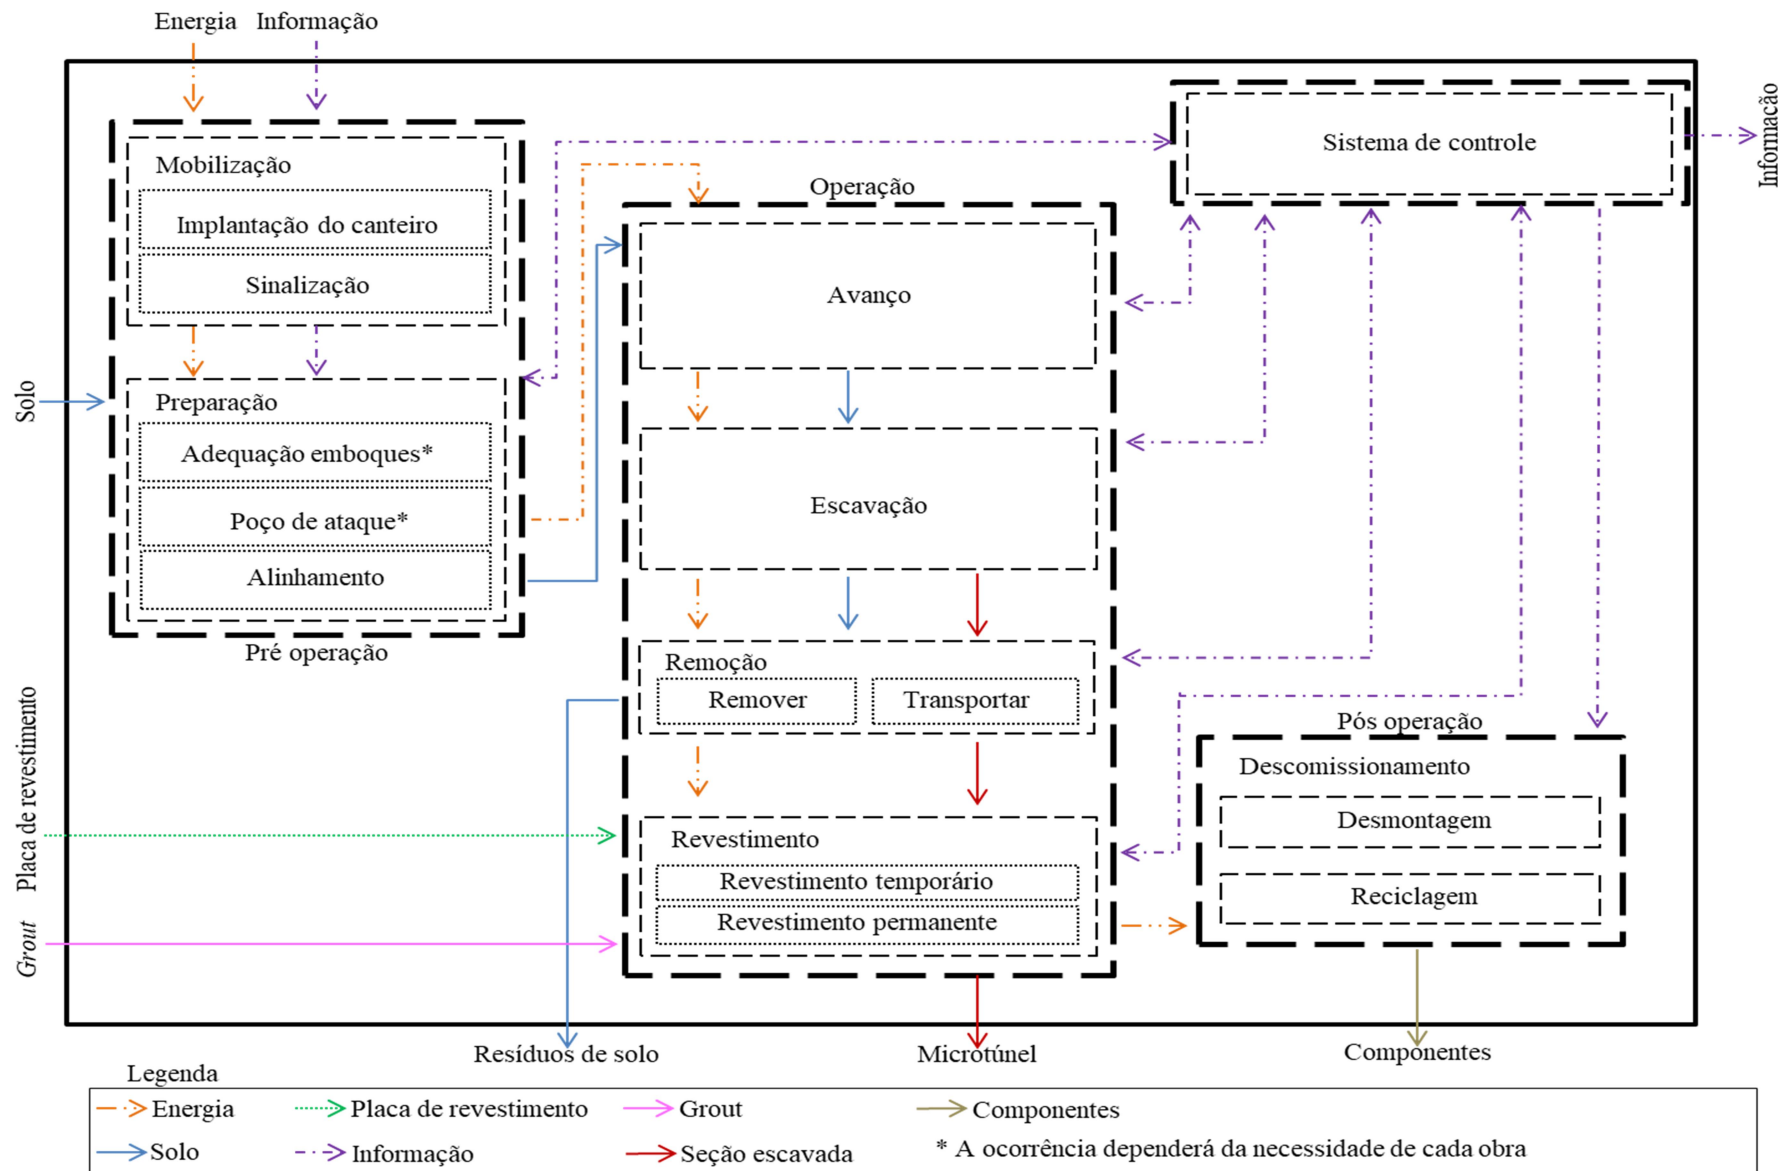 Energia
Informação
Mobilização
Implantação do canteiro
Sinalização
Preparação
Adequação emboques*
Poço de ataque*
Alinhamento
Pré operação
Solo
Placa de revestimento
Grout
Operação
Avanço
Escavação
Remoção
Remover
Transportar
Revestimento
Revestimento temporário
Revestimento permanente
Sistema de controle
Informacão
Pós operação
Descomissionamento
Desmontagem
Reciclagem
Resíduos de solo
Microtúnel
Componentes
Legenda
Energia
Placa de revestimento
Grout
Componentes
Solo
Informação
Seção escavada
* A ocorrência dependerá da necessidade de cada obra